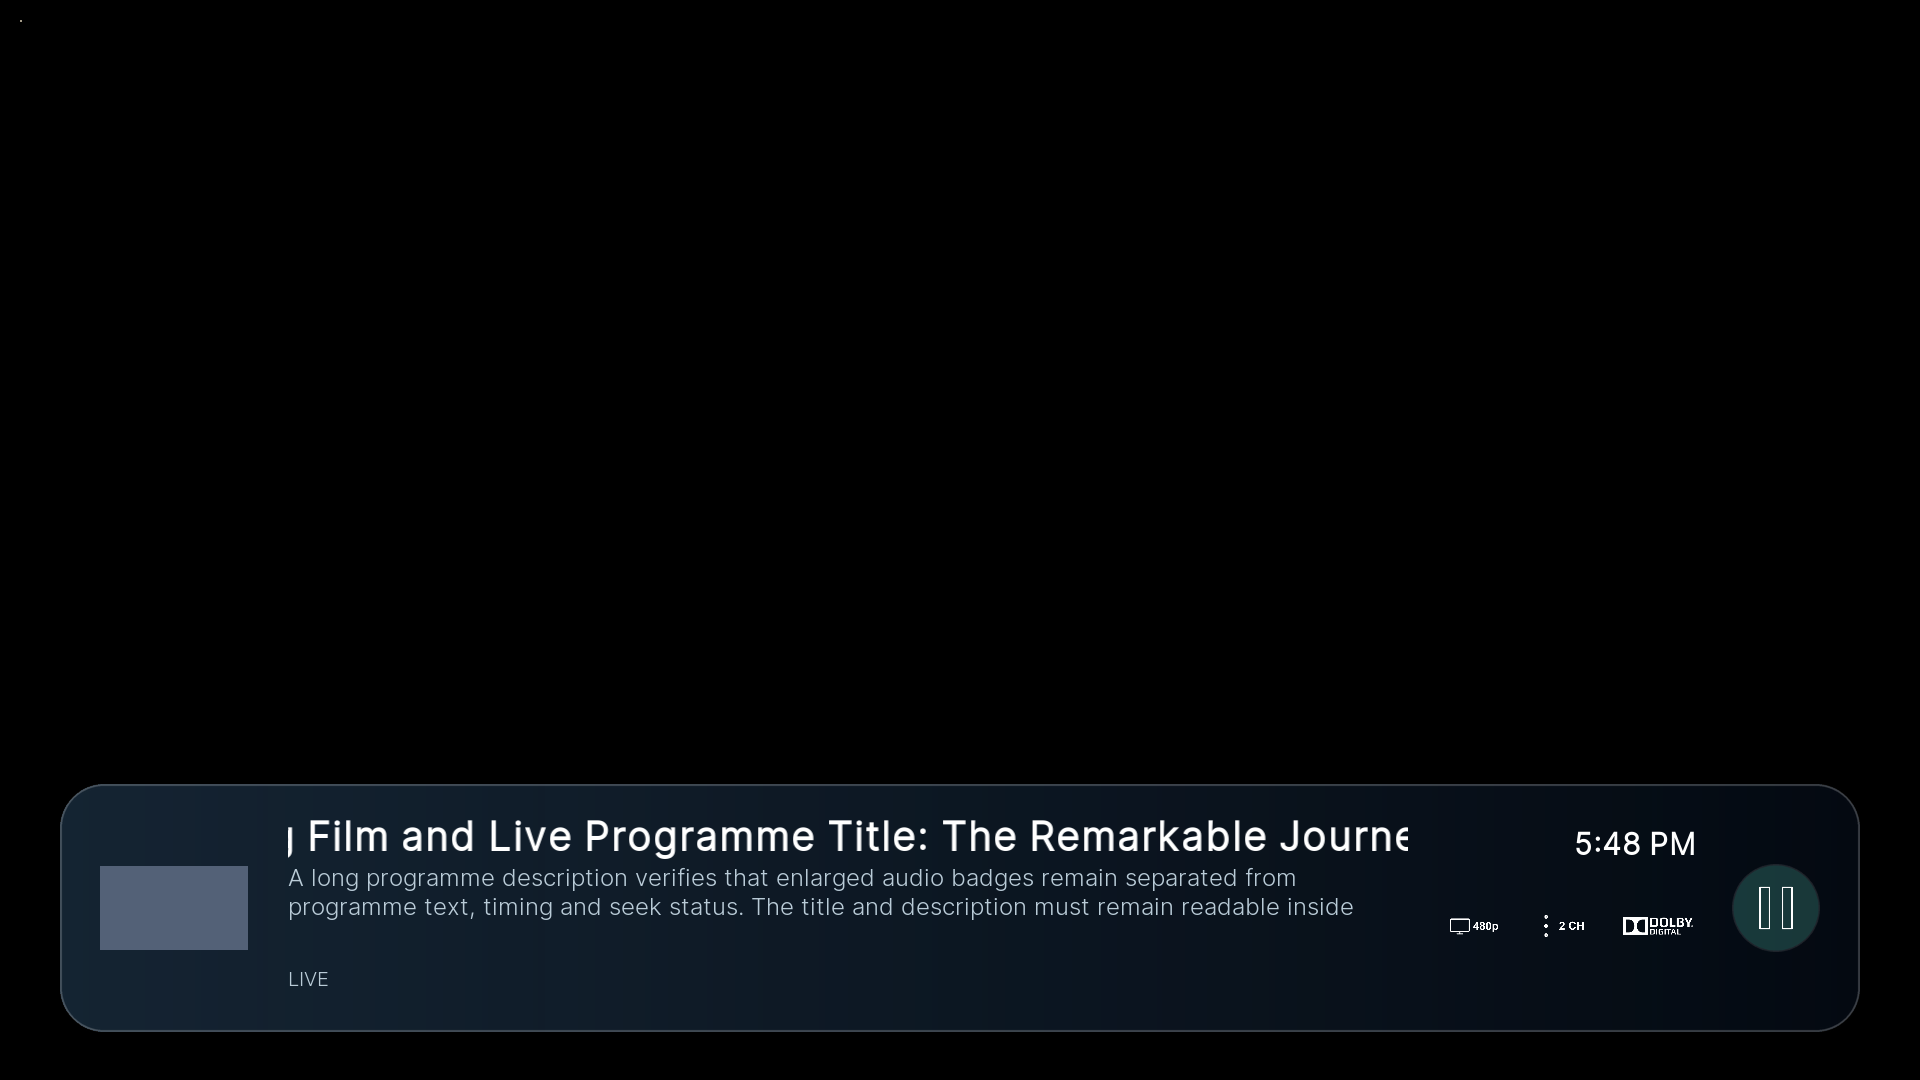 Film and Live Programme Title: The Remarkable Journe
A long programme description verifies that enlarged audio badges remain separated from
programme text, timing and seek status. The title and description must remain readable inside
LIVE
5:48 PM
480p
2 CH
DOLBY
DIGITAL